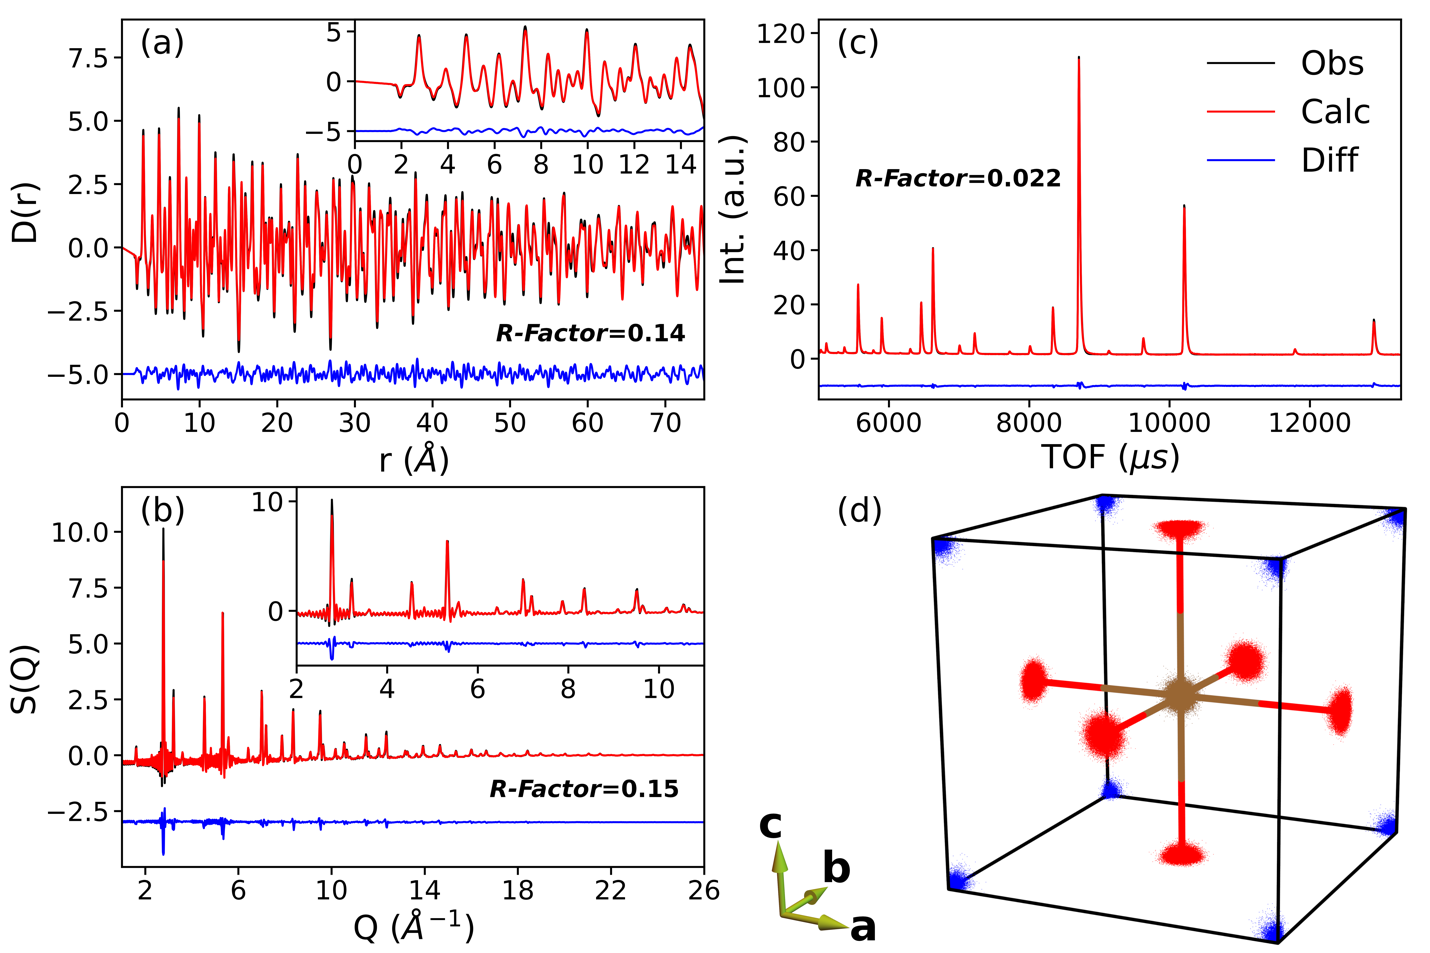 (a)
7.5
5.0
2.5
0.0
−2.5
−5.0
D(r)
5
0
−5
0 2 4 6 8 10 12 14
R-Factor=0.14
0 10 20 30 40 50 60 70
r (Å)
(c)
120
100
80
60
40
20
0
Int. (a.u.)
Obs
Calc
Diff
R-Factor=0.022
6000 8000 10000 12000
TOF (μs)
(b)
10.0
7.5
5.0
2.5
0.0
−2.5
S(Q)
10
0
2 4 6 8 10
R-Factor=0.15
2 6 10 14 18 22 26
Q (Å⁻¹)
(d)
c
b
a